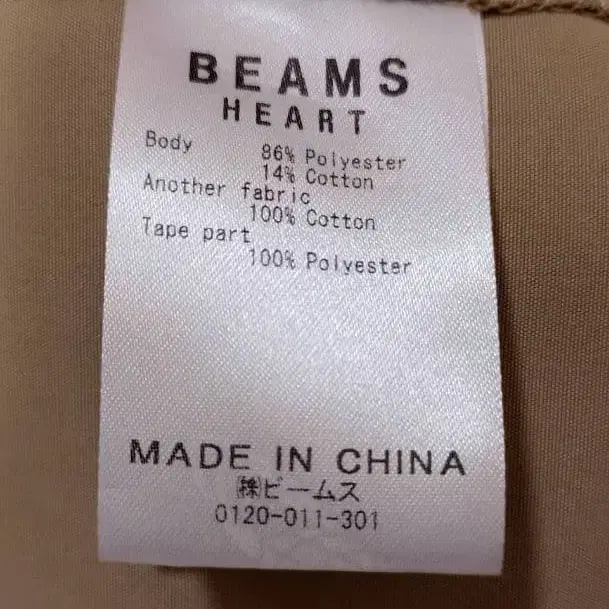 BEAMS
HEART
Body
86% Polyester
14% Cotton
Another fabric
100% Cotton
Tape part
100% Polyester
MADE IN CHINA
㈱ビームス
0120-011-301